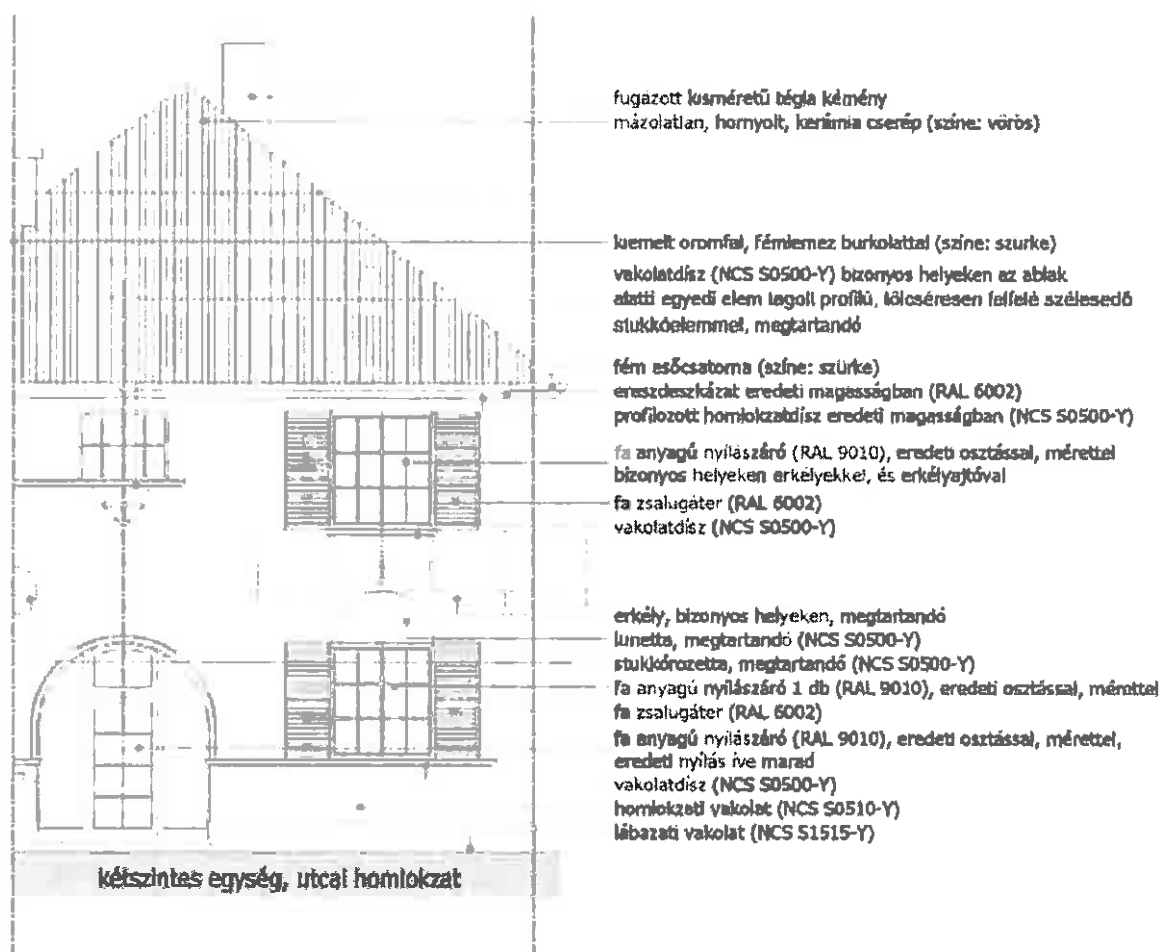 fugázott kisméretű tégla kémény
mázolatlan, hornyolt, kerámia cserép (színe: vörös)
kiemelt oromfal, fémlemez burkolattal (színe: szürke)
vakolatdísz (NCS S0500-Y) bizonyos helyeken az ablak
alatti egyedi elem tagolt profilú, tölcséresen felfelé szélesedő
stukkóelemmel, megtartandó
fém esőcsatorna (színe: szürke)
ereszdeszkázat eredeti magasságban (RAL 6002)
profilozott homlokzatdísz eredeti magasságban (NCS S0500-Y)
fa anyagú nyílászáró (RAL 9010), eredeti osztással, mérettel
bizonyos helyeken erkélyekkel, és erkélyajtóval
fa zsalugáter (RAL 6002)
vakolatdísz (NCS S0500-Y)
erkély, bizonyos helyeken, megtartandó
lunetta, megtartandó (NCS S0500-Y)
stukkórozetta, megtartandó (NCS S0500-Y)
fa anyagú nyílászáró 1 db (RAL 9010), eredeti osztással, mérettel
fa zsalugáter (RAL 6002)
fa anyagú nyílászáró (RAL 9010), eredeti osztással, mérettel,
eredeti nyílás íve marad
vakolatdísz (NCS S0500-Y)
homlokzati vakolat (NCS S0510-Y)
lábazati vakolat (NCS S1515-Y)
kétszintes egység, utcai homlokzat